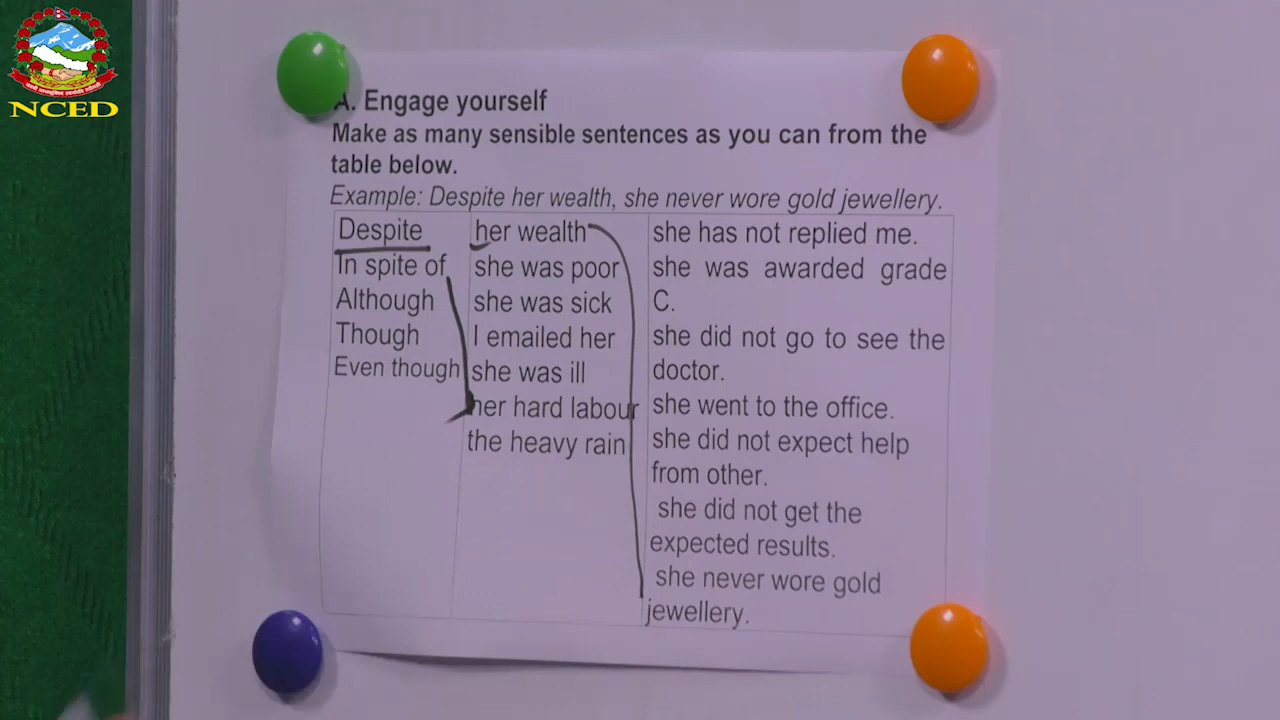 NCED
A. Engage yourself
Make as many sensible sentences as you can from the
table below.
Example: Despite her wealth, she never wore gold jewellery.
Despite
In spite of
Although
Though
Even though
her wealth
she was poor
she was sick
I emailed her
she was ill
her hard labour
the heavy rain
she has not replied me.
she was awarded grade
C.
she did not go to see the
doctor.
she went to the office.
she did not expect help
from other.
she did not get the
expected results.
she never wore gold
jewellery.